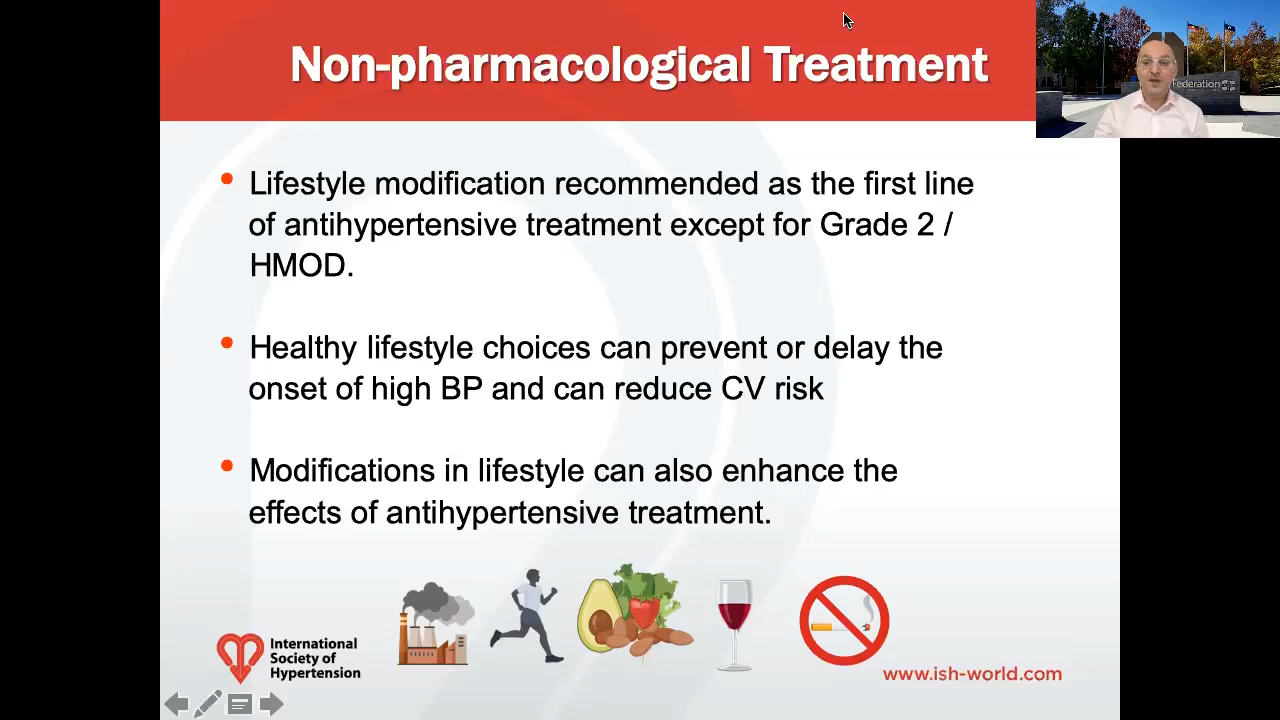 Non-pharmacological Treatment
Federation
• Lifestyle modification recommended as the first line
of antihypertensive treatment except for Grade 2 /
HMOD.
• Healthy lifestyle choices can prevent or delay the
onset of high BP and can reduce CV risk
• Modifications in lifestyle can also enhance the
effects of antihypertensive treatment.
International
Society of
Hypertension
www.ish-world.com